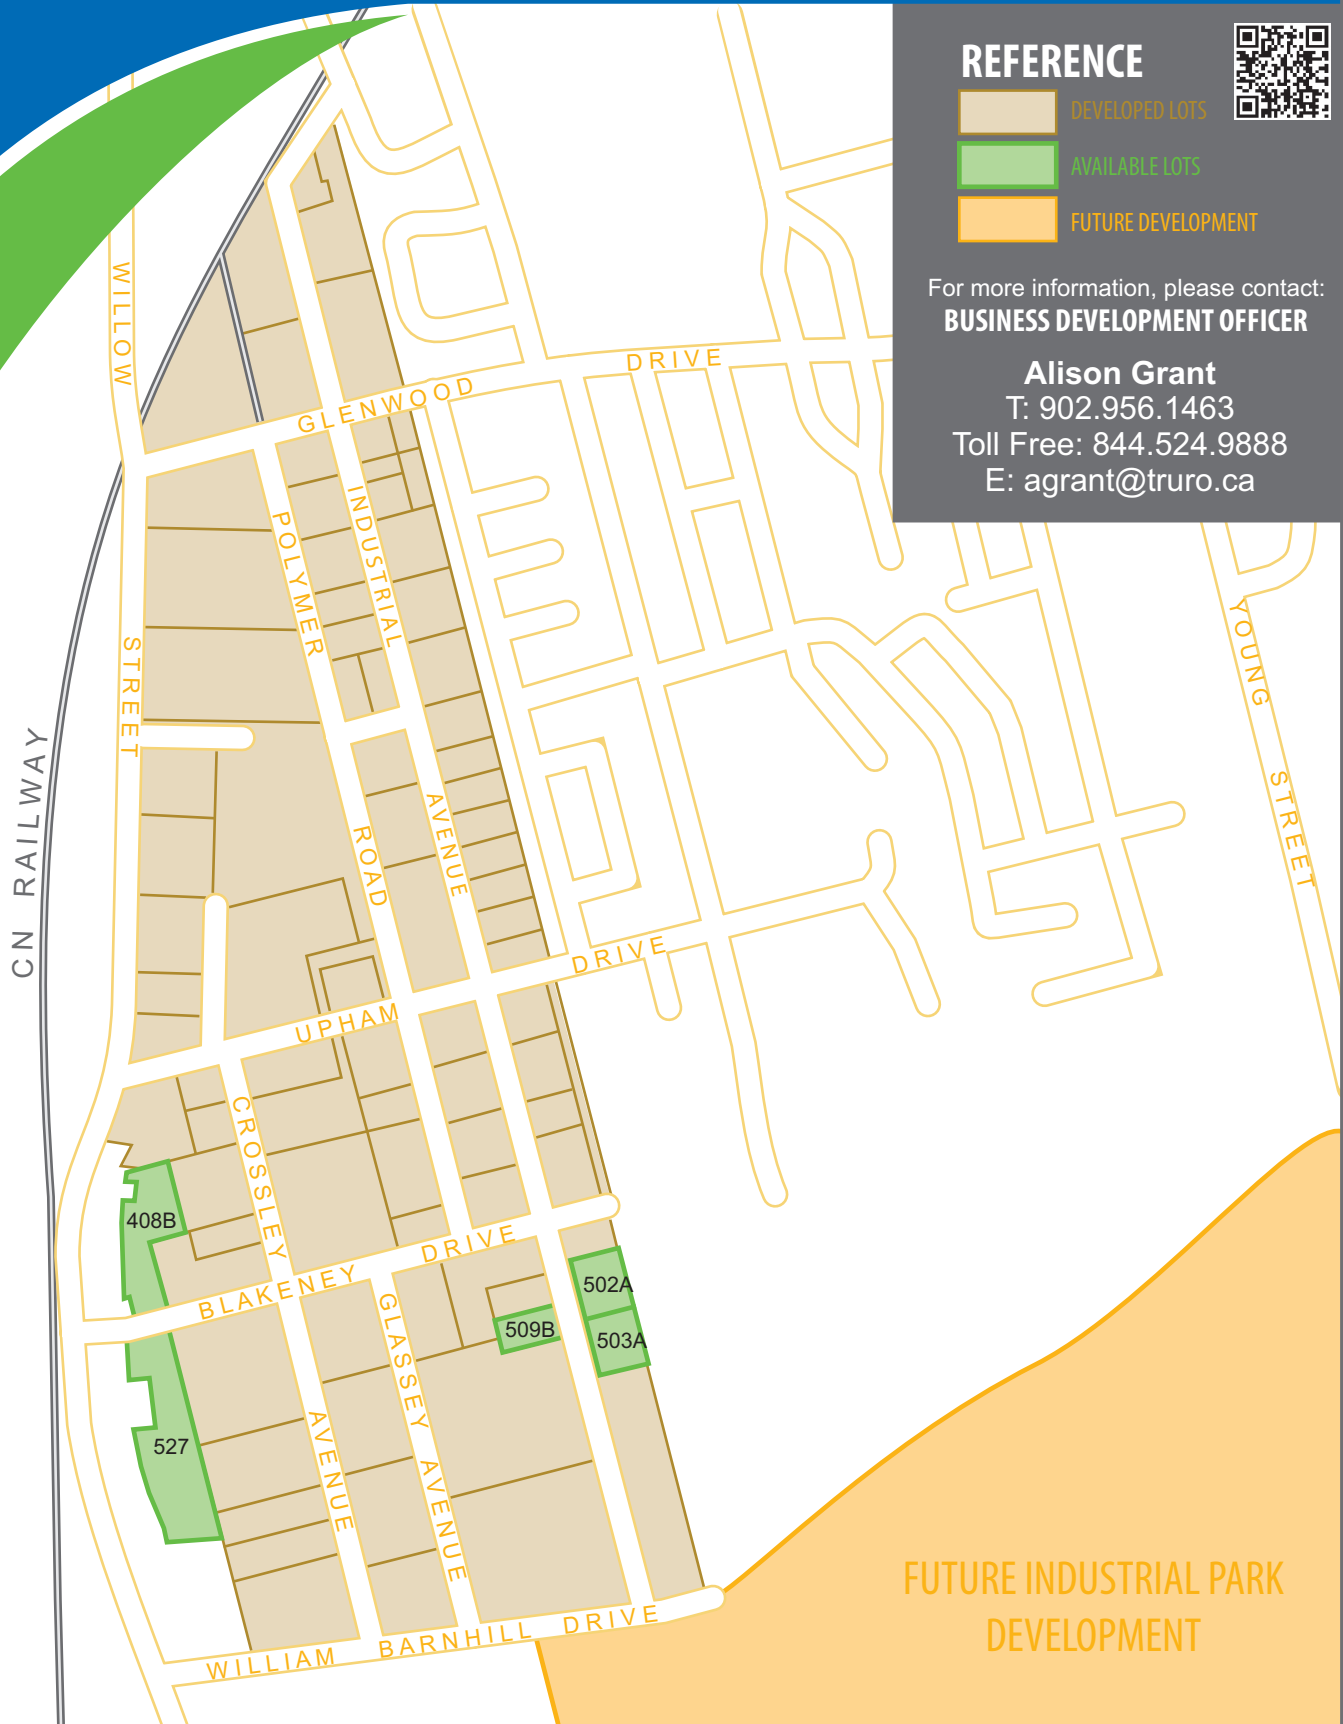 REFERENCE
DEVELOPED LOTS
AVAILABLE LOTS
FUTURE DEVELOPMENT
For more information, please contact:
BUSINESS DEVELOPMENT OFFICER
Alison Grant
T: 902.956.1463
Toll Free: 844.524.9888
E: agrant@truro.ca
WILLOW
STREET
GLENWOOD
DRIVE
POLYMER
ROAD
INDUSTRIAL
AVENUE
YOUNG
STREET
CN RAILWAY
UPHAM
DRIVE
CROSSLEY
AVENUE
408B
BLAKENEY
DRIVE
GLASSEY AVENUE
502A
509B
503A
527
WILLIAM BARNHILL DRIVE
FUTURE INDUSTRIAL PARK
DEVELOPMENT